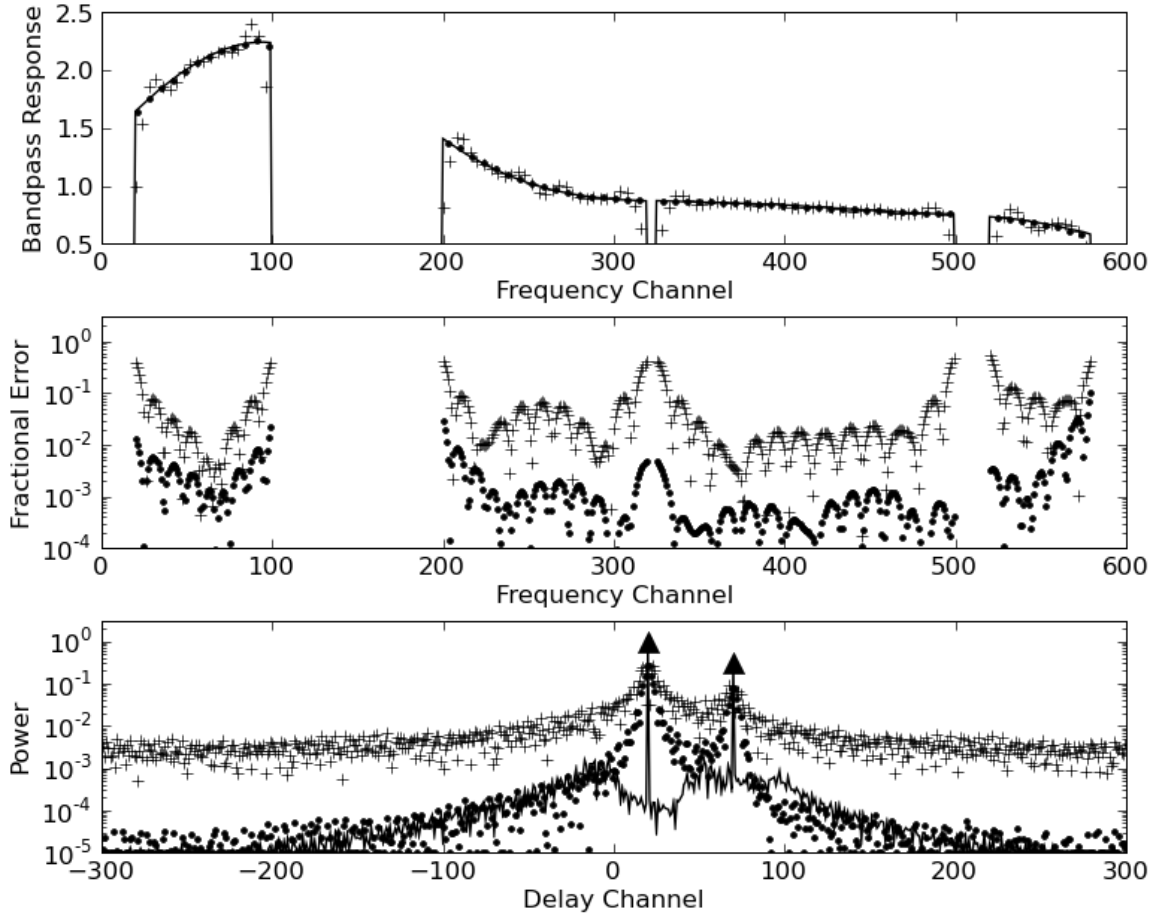 Bandpass Response
2.5
2.0
1.5
1.0
0.5
0 100 200 300 400 500 600
Frequency Channel
Fractional Error
10^0
10^-1
10^-2
10^-3
10^-4
0 100 200 300 400 500 600
Frequency Channel
Power
10^0
10^-1
10^-2
10^-3
10^-4
10^-5
−300 −200 −100 0 100 200 300
Delay Channel